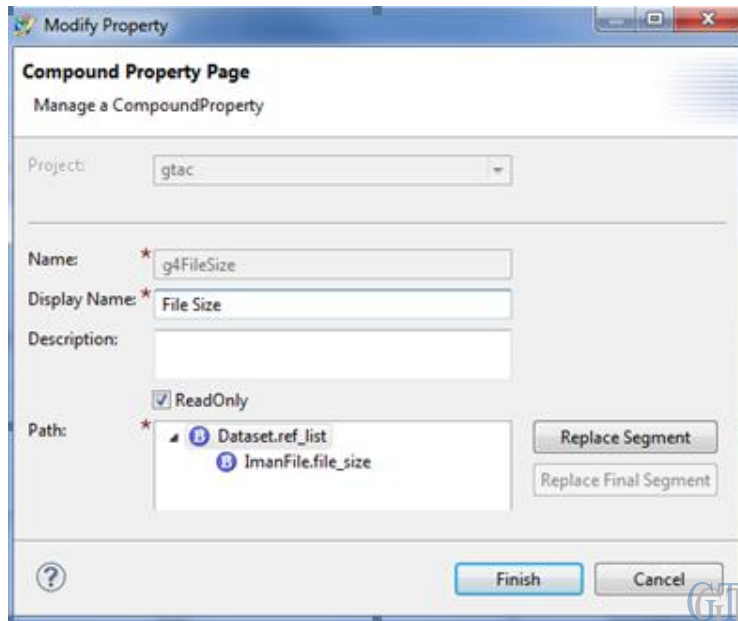 Modify Property
Compound Property Page
Manage a CompoundProperty
Project:
gtac
Name:
*
g4FileSize
Display Name:
*
File Size
Description:
ReadOnly
Path:
*
Dataset.ref_list
Replace Segment
ImanFile.file_size
Replace Final Segment
?
Finish
Cancel
GT